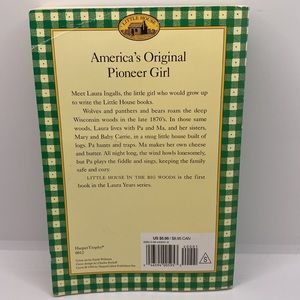 LITTLE HOUSE
America's Original
Pioneer Girl
Meet Laura Ingalls, the little girl who would grow up
to write the Little House books.
Wolves and panthers and bears roam the deep
Wisconsin woods in the late 1870's. In those same
woods, Laura lives with Pa and Ma, and her sisters,
Mary and Baby Carrie, in a snug little house built of
logs. Pa hunts and traps. Ma makes her own cheese
and butter. All night long, the wind howls lonesomely,
but Pa plays the fiddle and sings, keeping the family
safe and cozy.
LITTLE HOUSE IN THE BIG WOODS is the first
book in the Laura Years series.
US $5.95 / $8.95 CAN
HarperTrophy®